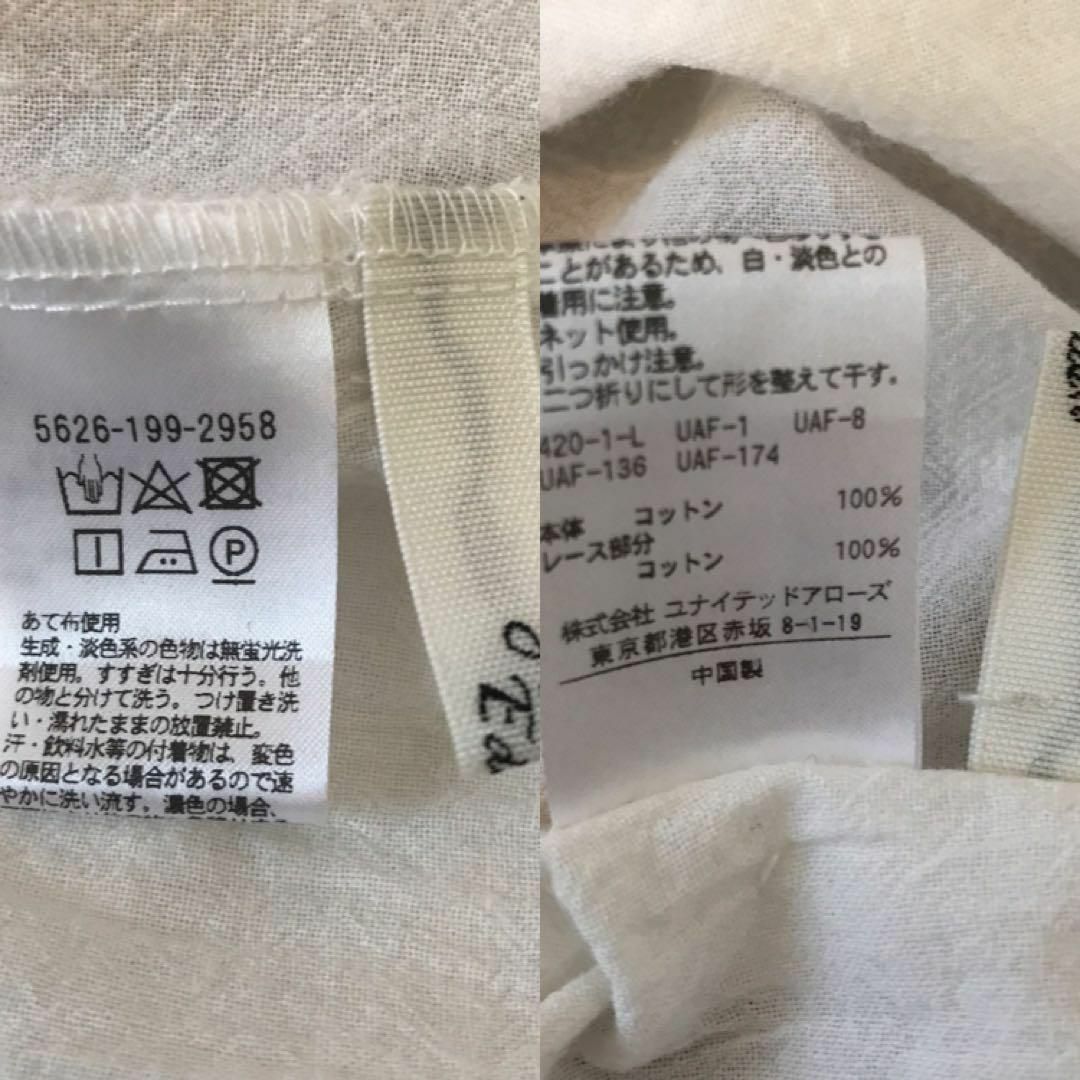 5626-199-2958
P
あて布使用
生成・淡色系の色物は無蛍光洗
剤使用。すすぎは十分行う。他
の物と分けて洗う。つけ置き洗
い・濡れたままの放置禁止。
汗・飲料水等の付着物は、変色
の原因となる場合があるので速
やかに洗い流す。濃色の場合、
ことがあるため、白・淡色との
着用に注意。
ネット使用。
引っかけ注意。
二つ折りにして形を整えて干す。
420-1-L UAF-1 UAF-8
UAF-136 UAF-174
本体 コットン 100%
レース部分
コットン 100%
株式会社 ユナイテッドアローズ
東京都港区赤坂 8-1-19
中国製